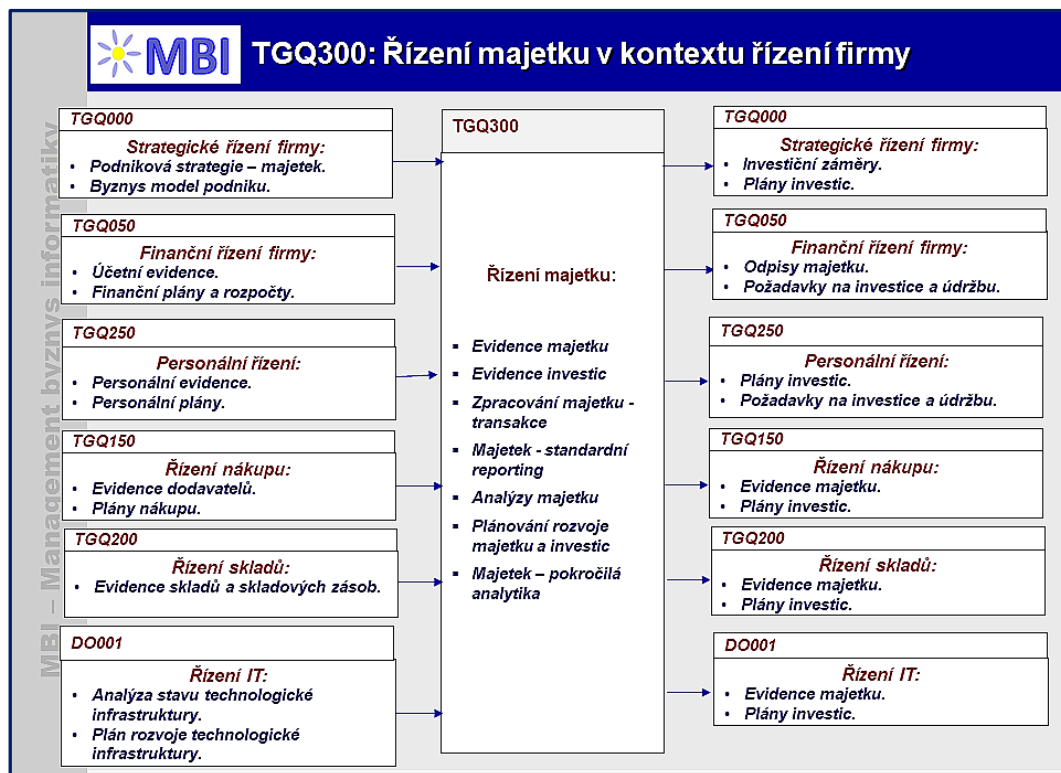 MBI
TGQ300: Řízení majetku v kontextu řízení firmy
MBI – Management byznys informatiky
TGQ000
Strategické řízení firmy:
• Podniková strategie – majetek.
• Byznys model podniku.
TGQ050
Finanční řízení firmy:
• Účetní evidence.
• Finanční plány a rozpočty.
TGQ250
Personální řízení:
• Personální evidence.
• Personální plány.
TGQ150
Řízení nákupu:
• Evidence dodavatelů.
• Plány nákupu.
TGQ200
Řízení skladů:
• Evidence skladů a skladových zásob.
DO001
Řízení IT:
• Analýza stavu technologické
infrastruktury.
• Plán rozvoje technologické
infrastruktury.
TGQ300
Řízení majetku:
▪ Evidence majetku
▪ Evidence investic
▪ Zpracování majetku -
transakce
▪ Majetek - standardní
reporting
▪ Analýzy majetku
▪ Plánování rozvoje
majetku a investic
▪ Majetek – pokročilá
analytika
TGQ000
Strategické řízení firmy:
• Investiční záměry.
• Plány investic.
TGQ050
Finanční řízení firmy:
• Odpisy majetku.
• Požadavky na investice a údržbu.
TGQ250
Personální řízení:
• Plány investic.
• Požadavky na investice a údržbu.
TGQ150
Řízení nákupu:
• Evidence majetku.
• Plány investic.
TGQ200
Řízení skladů:
• Evidence majetku.
• Plány investic.
DO001
Řízení IT:
• Evidence majetku.
• Plány investic.